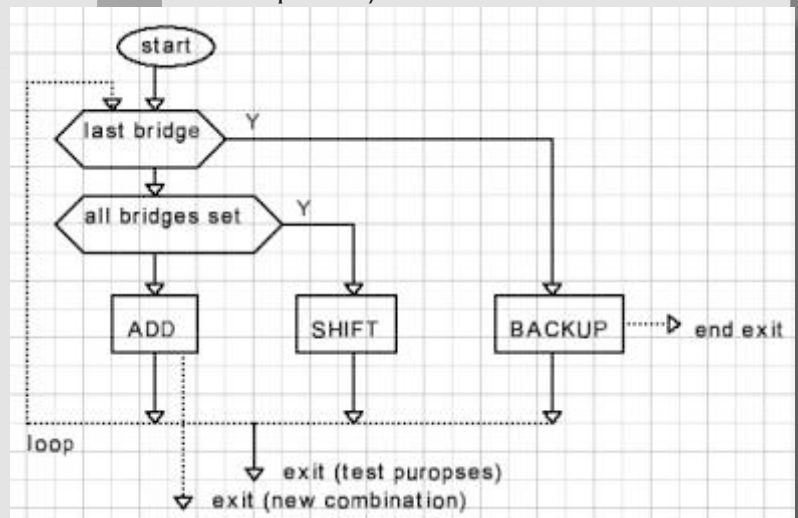 start
last bridge
Y
all bridges set
Y
ADD
SHIFT
BACKUP
end exit
loop
exit (test puropses)
exit (new combination)